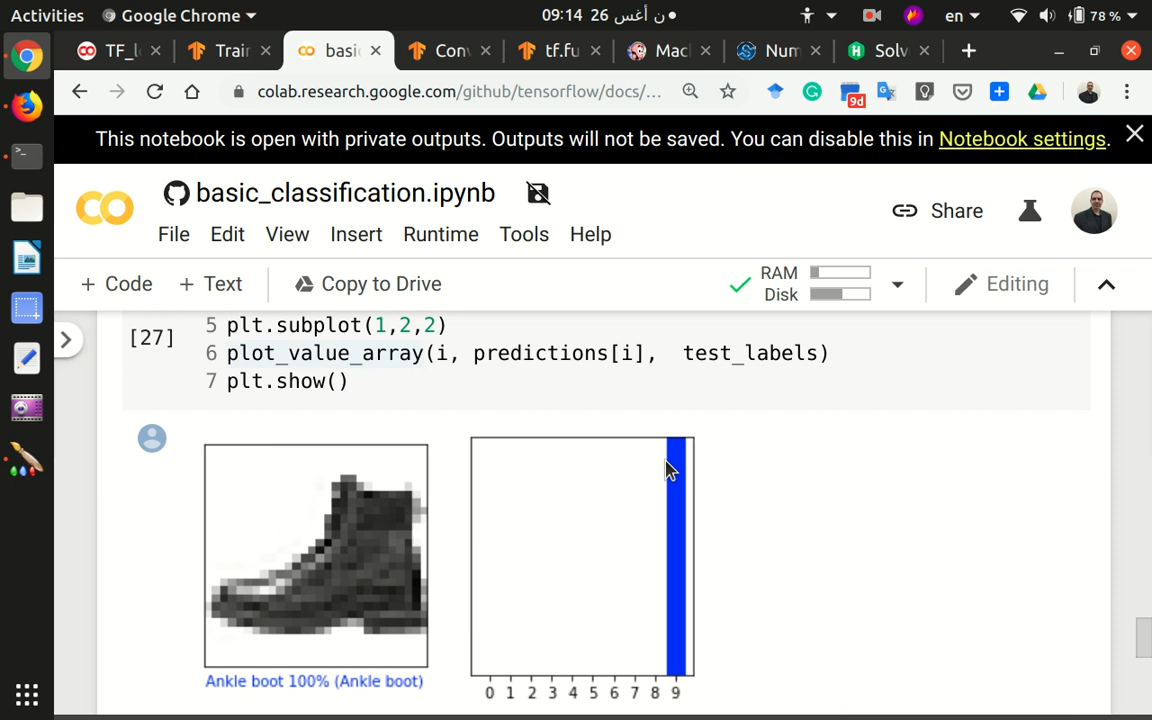 Activities Google Chrome 09:14 26 ن أغس en 78 %
TF_l Trair basi Conv tf.fu Macl Num Solv
colab.research.google.com/github/tensorflow/docs/... 9d
This notebook is open with private outputs. Outputs will not be saved. You can disable this in Notebook settings.
basic_classification.ipynb
Share
File Edit View Insert Runtime Tools Help
+ Code + Text Copy to Drive RAM Disk Editing
[27] 5 plt.subplot(1,2,2)
6 plot_value_array(i, predictions[i],  test_labels)
7 plt.show()
Ankle boot 100% (Ankle boot)
0 1 2 3 4 5 6 7 8 9